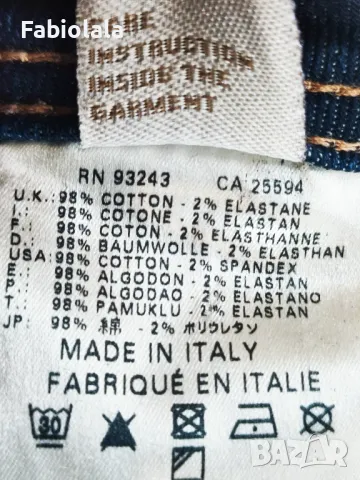 Fabiolala
CARE
INSTRUCTION
INSIDE THE
GARMENT
RN 93243 CA 25594
U.K.: 98% COTTON - 2% ELASTANE
I.: 98% COTONE - 2% ELASTAN
F.: 98% COTON - 2% ELASTHANNE
D.: 98% BAUMWOLLE - 2% ELASTHAN
USA: 98% COTTON - 2% SPANDEX
E.: 98% ALGODON - 2% ELASTAN
P.: 98% ALGODAO - 2% ELASTANO
T.: 98% PAMUKLU - 2% ELASTAN
JP: 98% 綿 - 2% ポリウレタン
MADE IN ITALY
FABRIQUÉ EN ITALIE
30
BAZAR